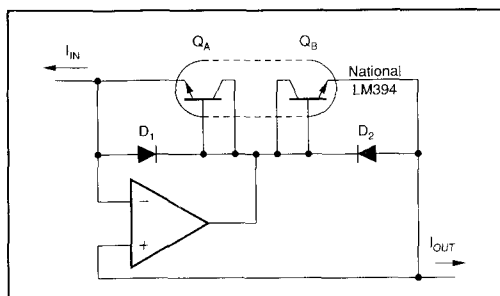 Q_A Q_B
I_IN
National
LM394
D_1 D_2
−
+
I_OUT